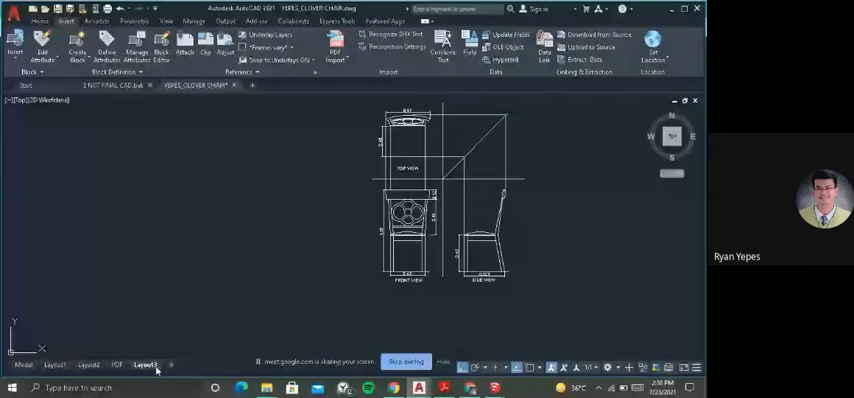 Autodesk AutoCAD 2021 YEPES_CLOVER CHAIR.dwg
Type a keyword or phrase
Sign In
Home Insert Annotate Parametric View Manage Output Add-ins Collaborate Express Tools Featured Apps
Insert
Edit Attribute
Create Block
Define Attributes
Manage Attributes
Block Editor
Attach Clip Adjust
Underlay Layers
*Frames vary*
Snap to Underlays ON
PDF Import
Recognize SHX Text
Recognition Settings
Combine Text
Field
Update Fields
OLE Object
Hyperlink
Data Link
Download from Source
Upload to Source
Extract Data
Set Location
Block Block Definition Reference Import Data Linking & Extraction Location
Start 2 NOT FINAL CAD.bak YEPES_CLOVER CHAIR*
[-][Top][2D Wireframe]
N
W TOP E
S
TOP VIEW
FRONT VIEW SIDE VIEW
Y
X
Model Layout1 Layout2 PDF Layout3
meet.google.com is sharing your screen. Stop sharing Hide
Type here to search
36°C
2:30 PM
7/23/2021
Ryan Yepes